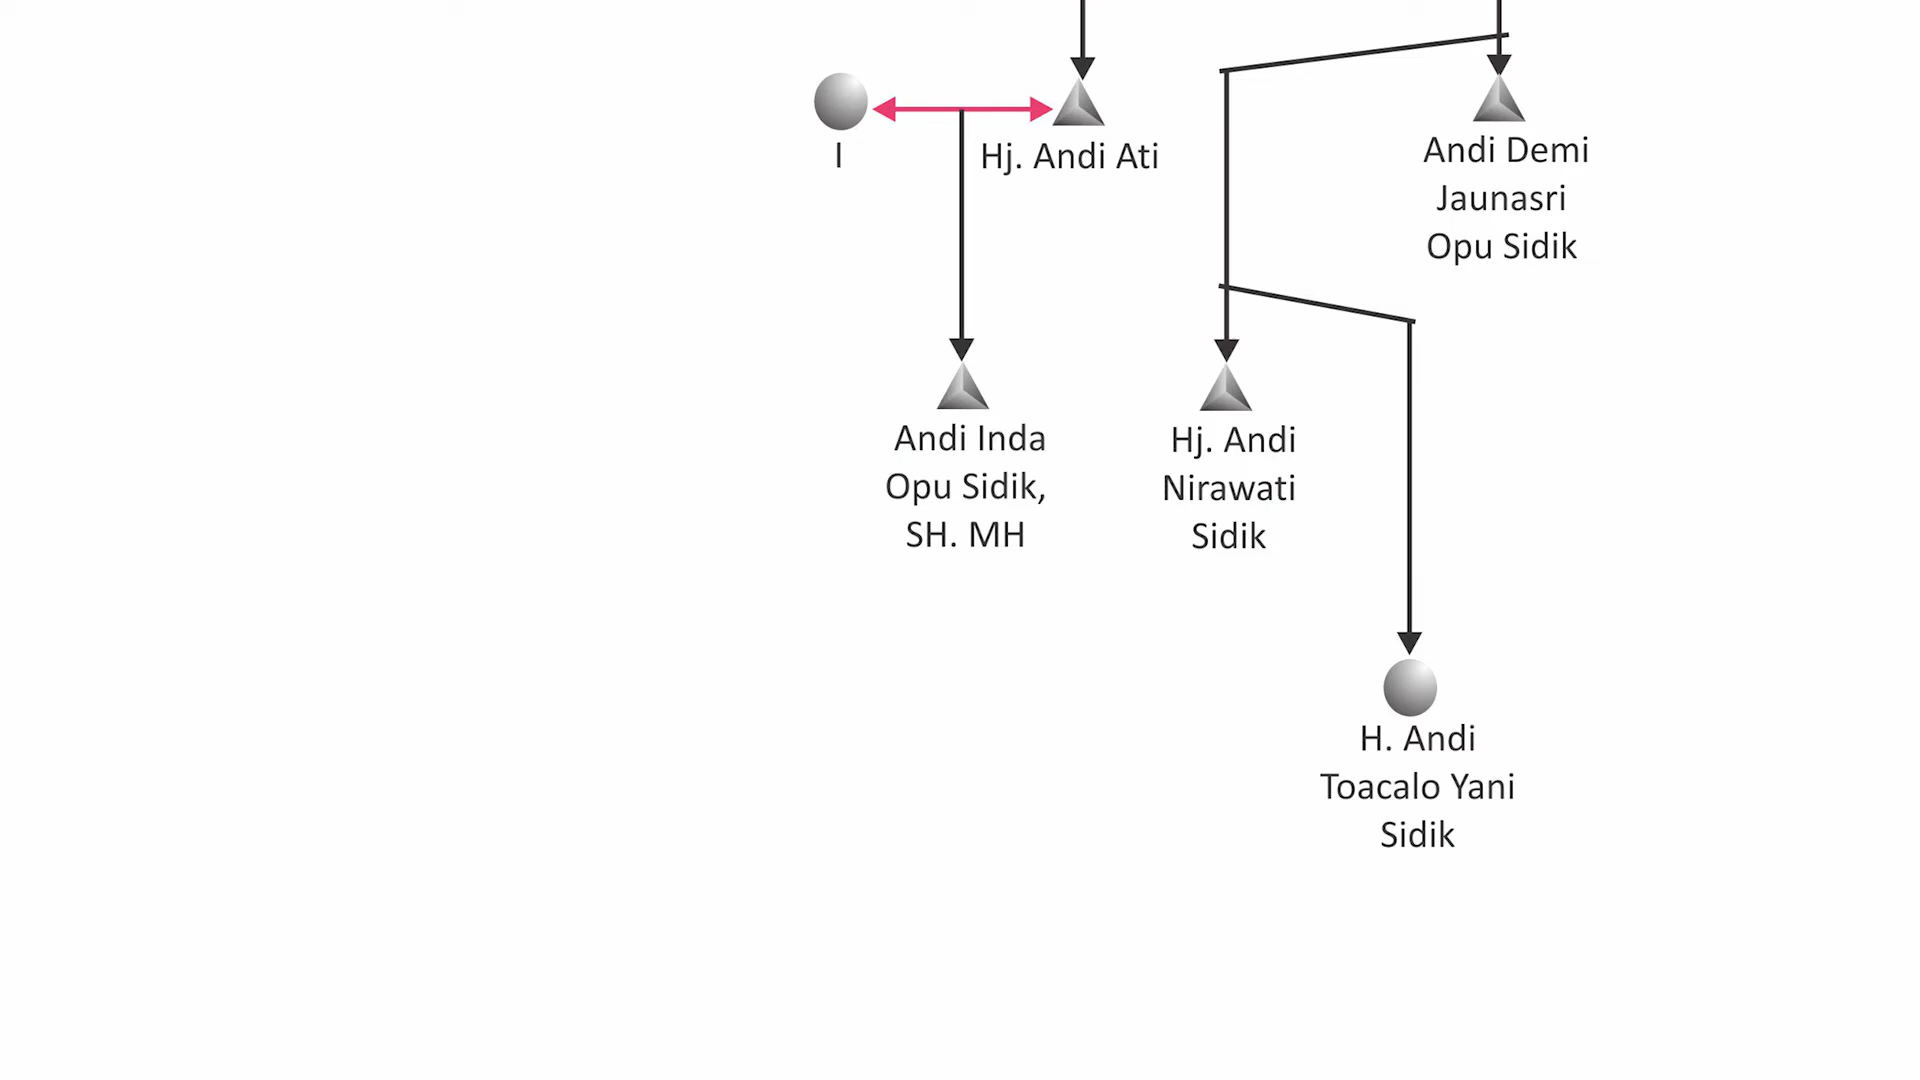 I
Hj. Andi Ati
Andi Demi
Jaunasri
Opu Sidik
Andi Inda
Opu Sidik,
SH. MH
Hj. Andi
Nirawati
Sidik
H. Andi
Toacalo Yani
Sidik